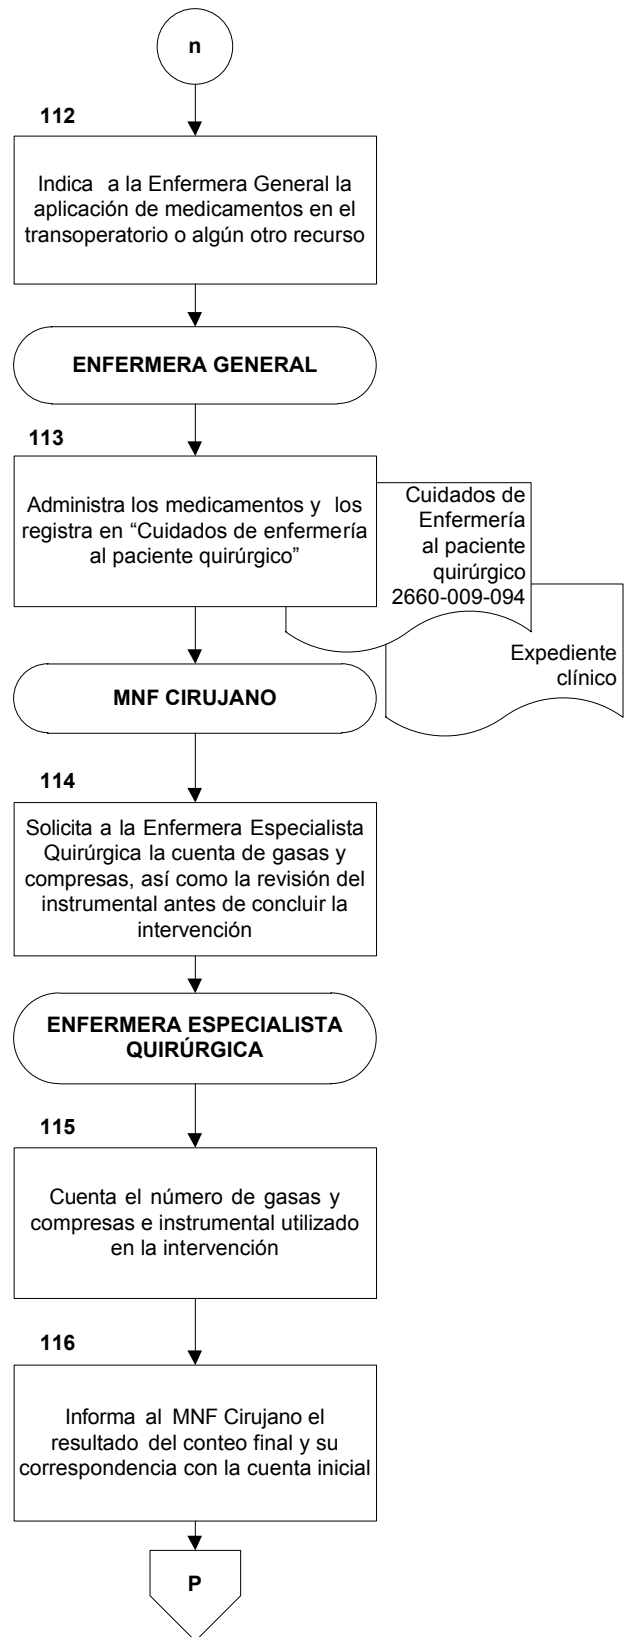 n
112
Indica a la Enfermera General la
aplicación de medicamentos en el
transoperatorio o algún otro recurso
ENFERMERA GENERAL
113
Administra los medicamentos y los
registra en “Cuidados de enfermería
al paciente quirúrgico”
Cuidados de
Enfermería
al paciente
quirúrgico
2660-009-094
Expediente
clínico
MNF CIRUJANO
114
Solicita a la Enfermera Especialista
Quirúrgica la cuenta de gasas y
compresas, así como la revisión del
instrumental antes de concluir la
intervención
ENFERMERA ESPECIALISTA
QUIRÚRGICA
115
Cuenta el número de gasas y
compresas e instrumental utilizado
en la intervención
116
Informa al MNF Cirujano el
resultado del conteo final y su
correspondencia con la cuenta inicial
P